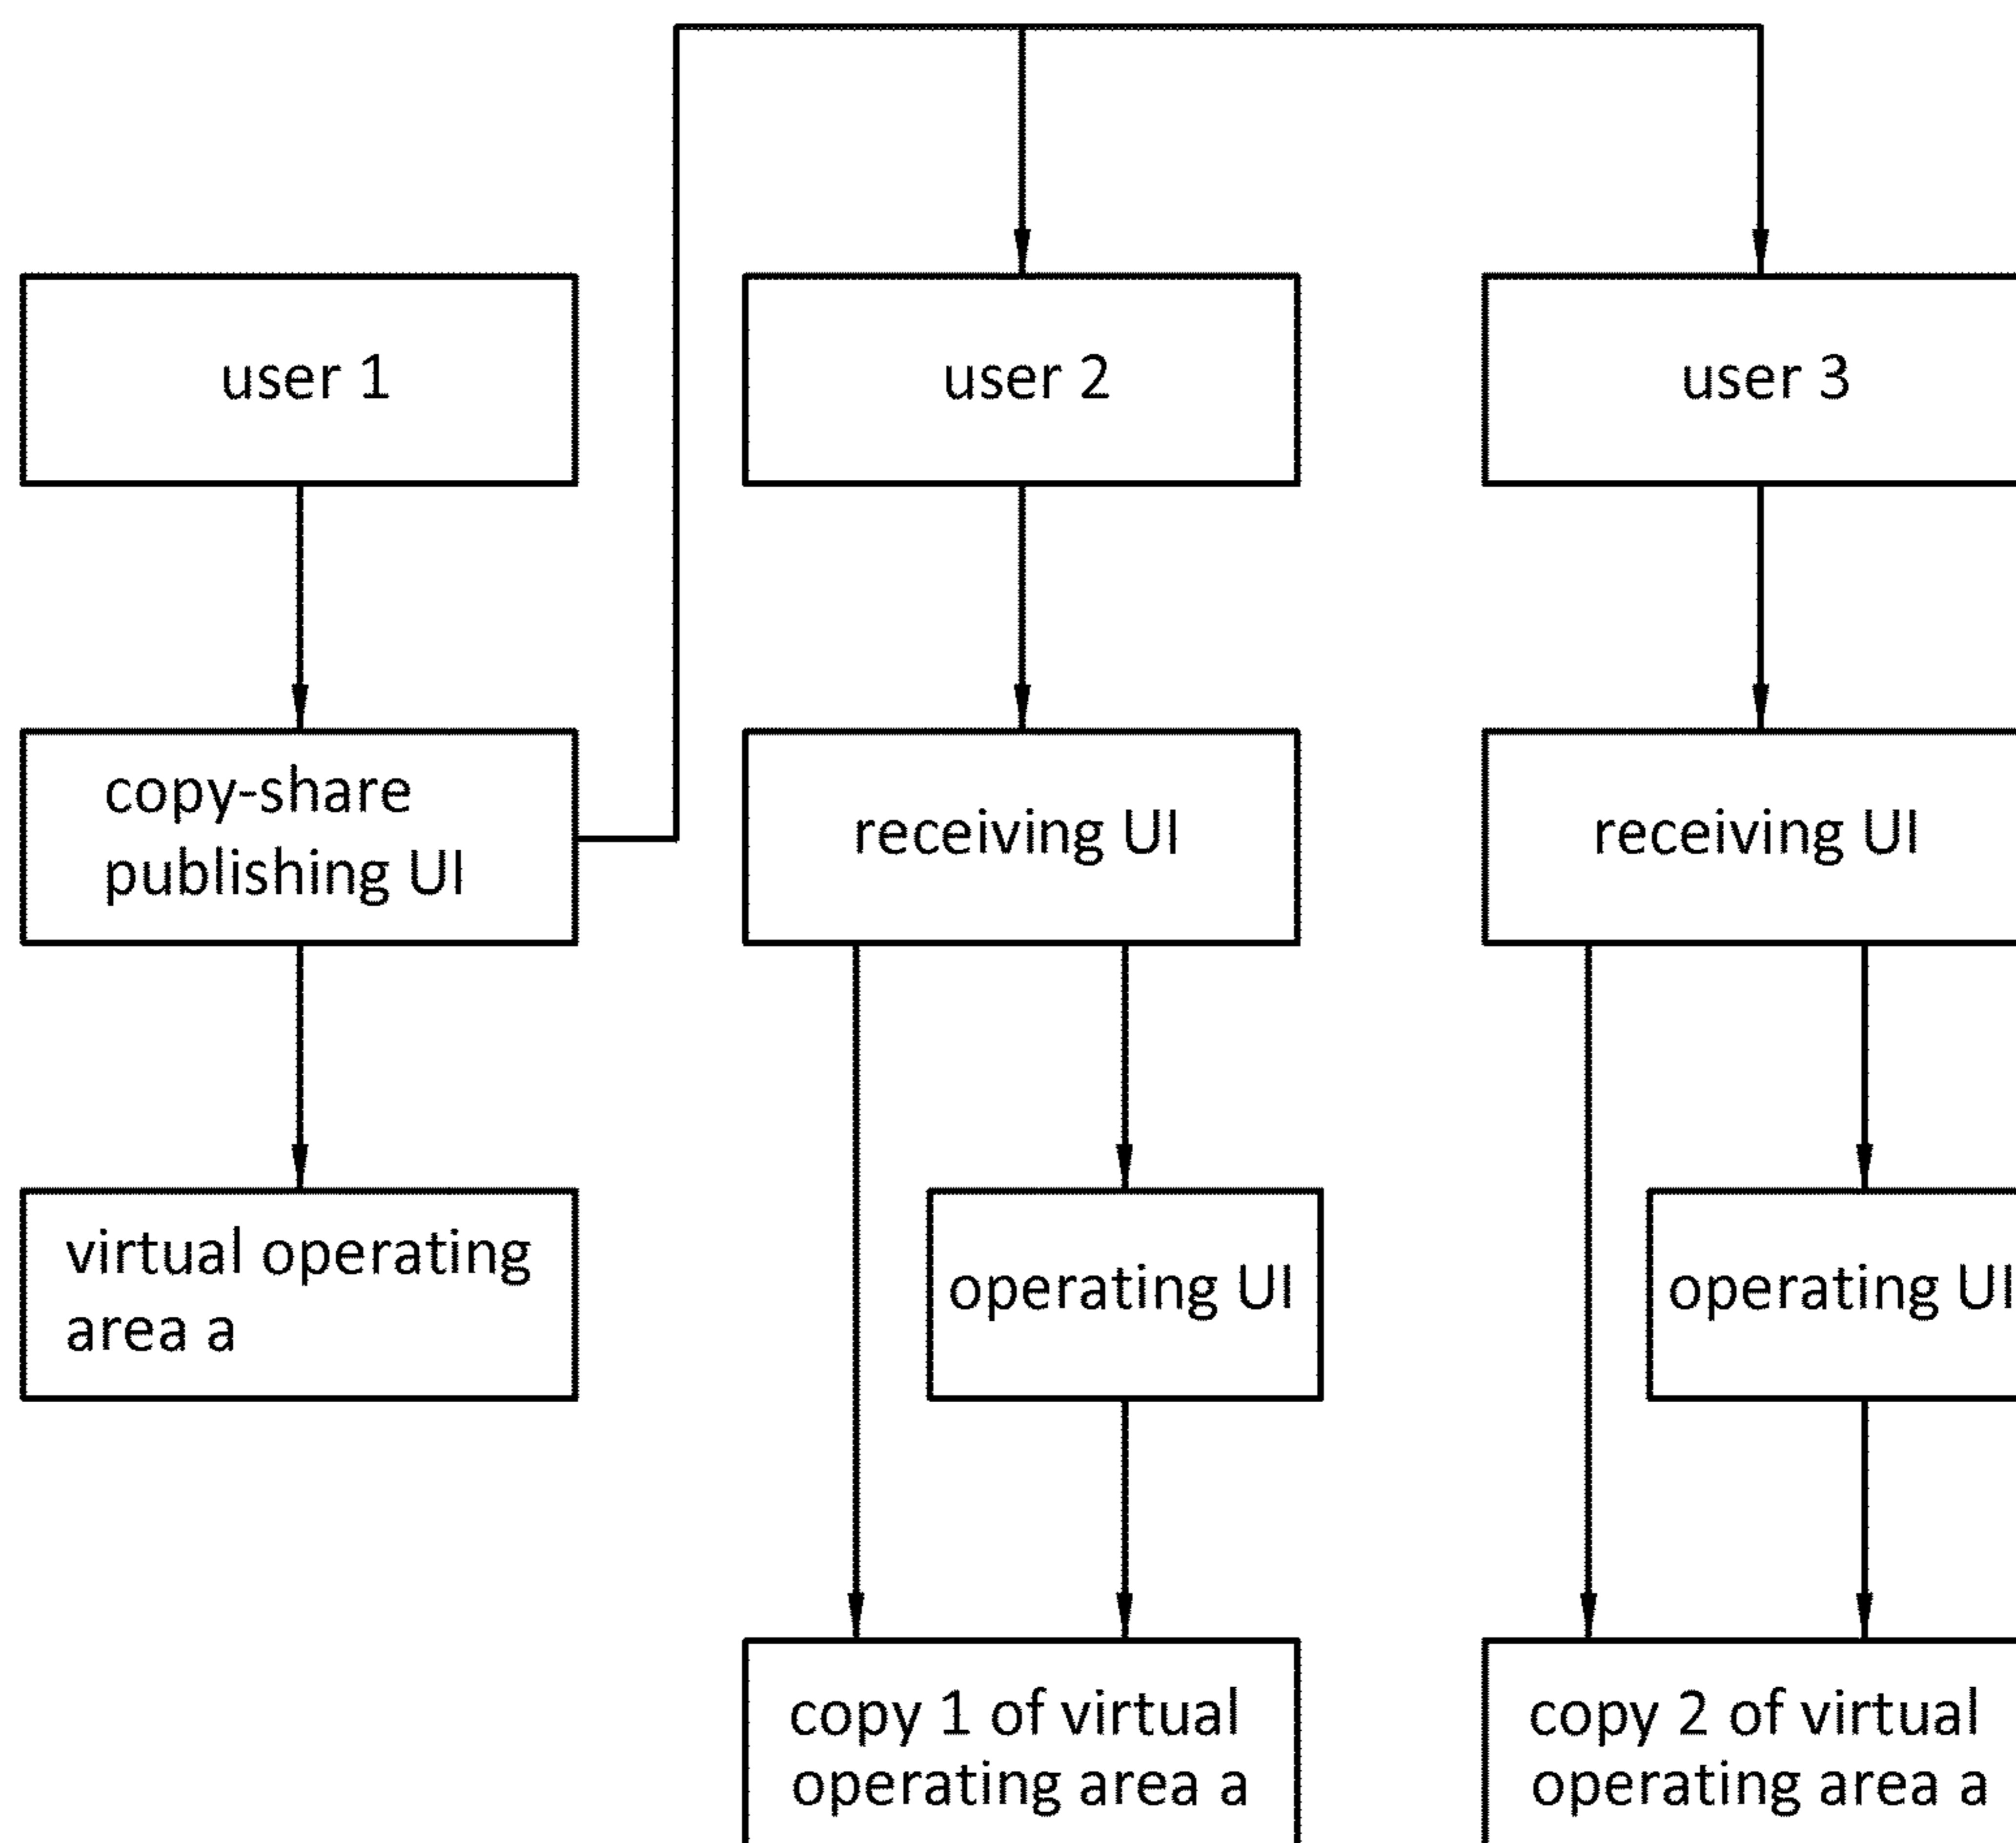 user 1
user 2
user 3
copy-share
publishing UI
receiving UI
receiving UI
virtual operating
area a
operating UI
operating UI
copy 1 of virtual
operating area a
copy 2 of virtual
operating area a